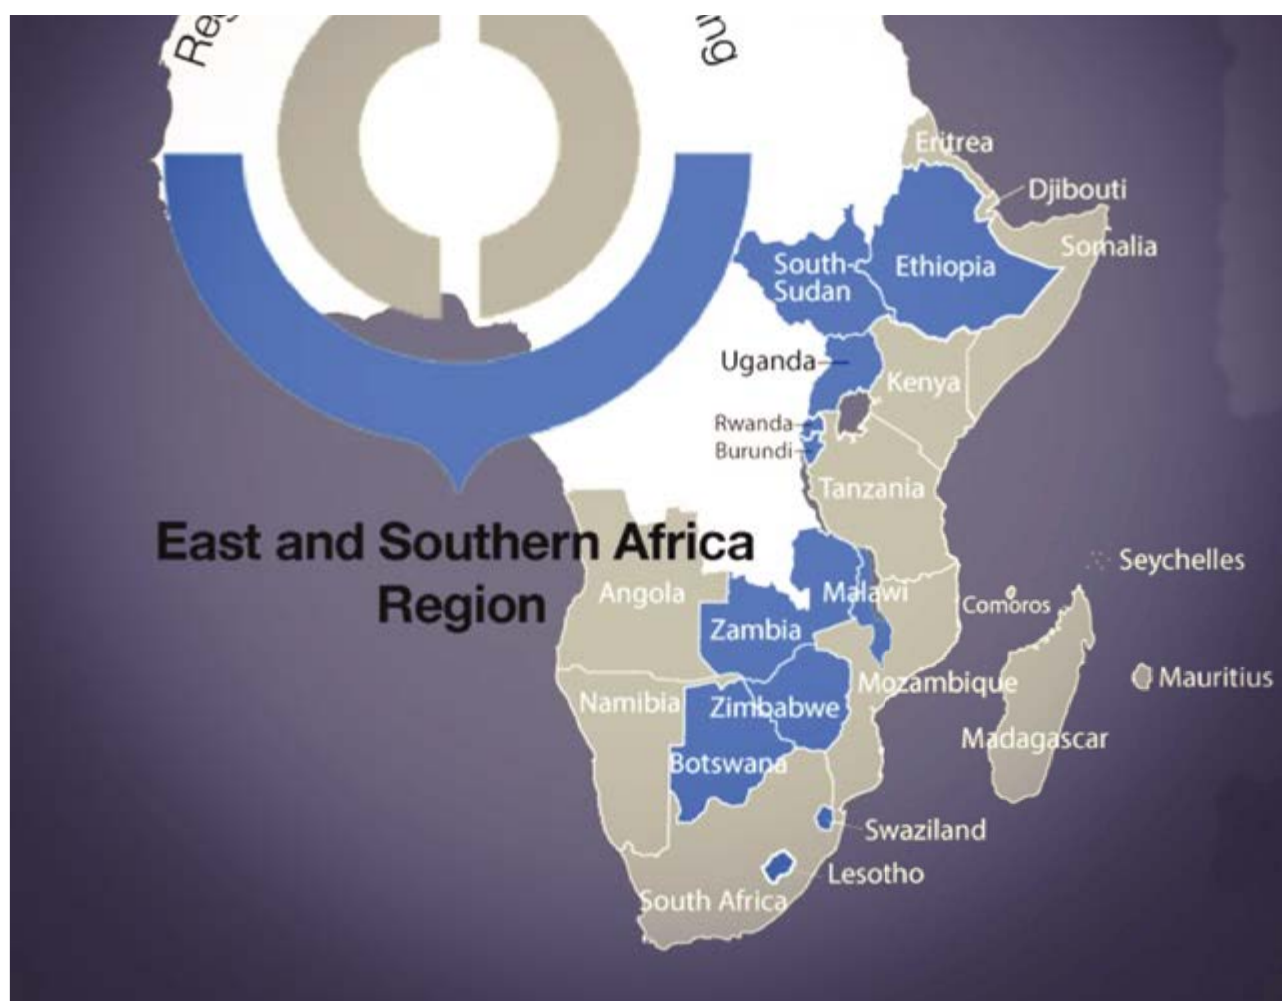 Eritrea
Djibouti
Somalia
South-
Sudan
Ethiopia
Uganda
Kenya
Rwanda
Burundi
Tanzania
East and Southern Africa
Region
Seychelles
Angola
Malawi
Comoros
Zambia
Mauritius
Mozambique
Namibia
Zimbabwe
Madagascar
Botswana
Swaziland
Lesotho
South Africa